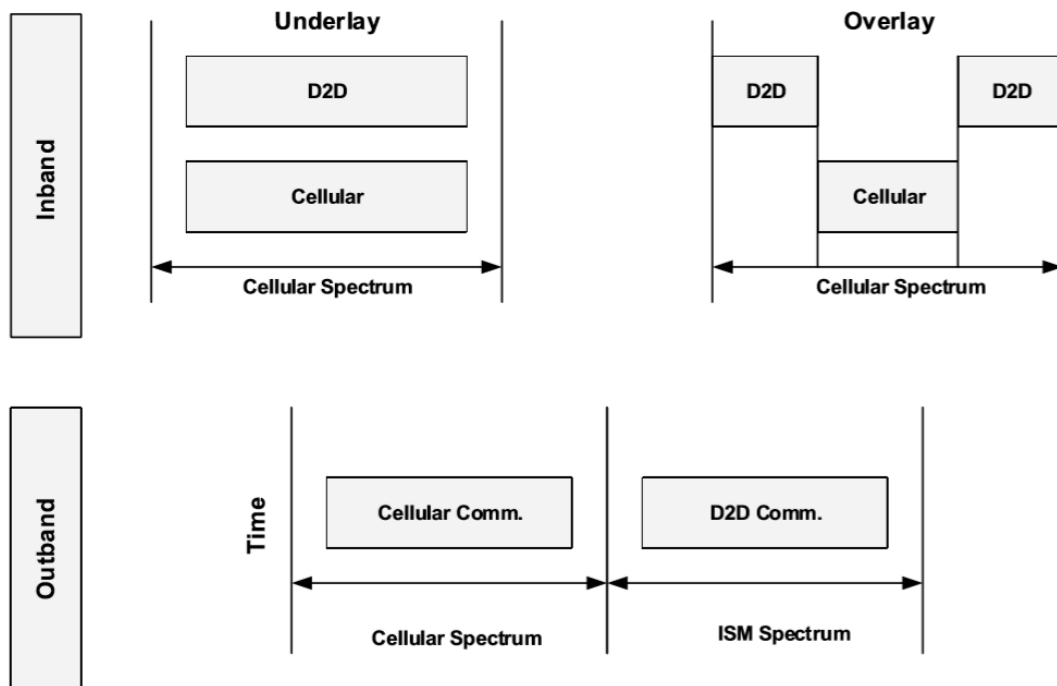 Inband
Underlay
D2D
Cellular
Cellular Spectrum
Overlay
D2D
D2D
Cellular
Cellular Spectrum
Outband
Time
Cellular Comm.
D2D Comm.
Cellular Spectrum
ISM Spectrum